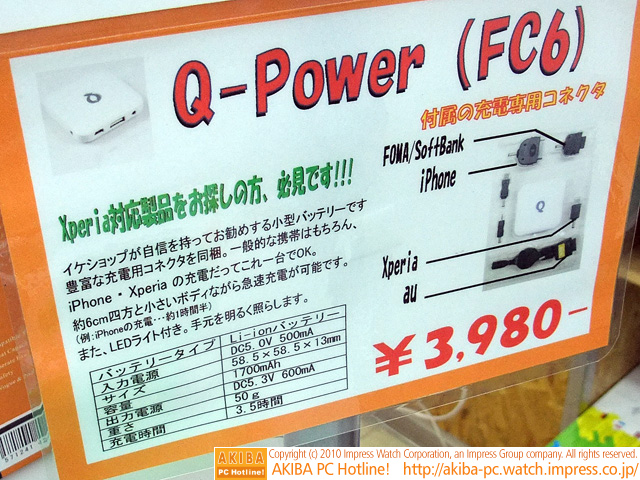 Q-Power (FC6)
付属の充電専用コネクタ
FOMA/SoftBank
iPhone
Xperia
au
Q
Xperia対応製品をお探しの方、必見です!!!
イケショップが自信を持ってお勧めする小型バッテリーです
豊富な充電用コネクタを同梱。一般的な携帯はもちろん、
iPhone・Xperia の充電だってこれ一台でOK。
約6cm四方と小さいボディながら急速充電が可能です。
(例:iPhoneの充電・・・約1時間半)
また、LEDライト付き。手元を明るく照らします。
バッテリータイプ Li-ionバッテリー
入力電源 DC5.0V 500mA
サイズ 58.5×58.5×13mm
容量 1700mAh
出力電源 DC5.3V 600mA
重さ 50g
充電時間 3.5時間
¥3,980-
AKIBA PC Hotline!
Copyright (c) 2010 Impress Watch Corporation, an Impress Group company. All rights reserved.
AKIBA PC Hotline! http://akiba-pc.watch.impress.co.jp/